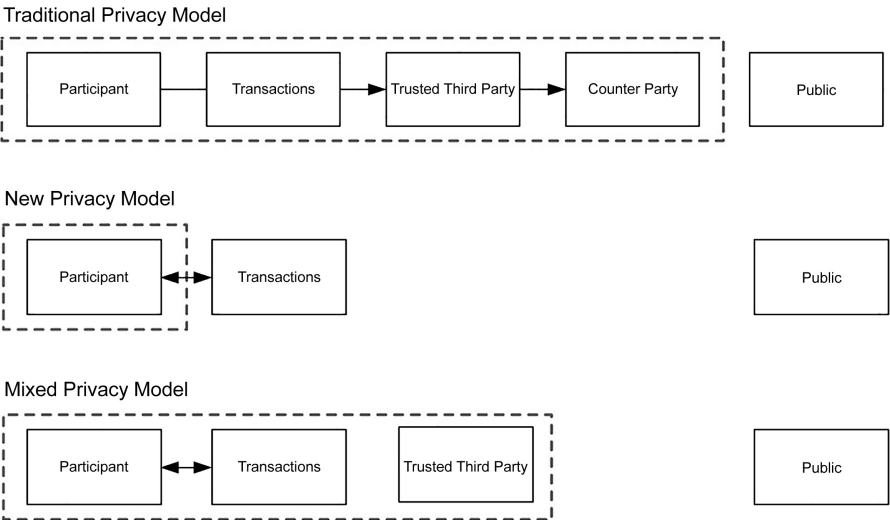 Traditional Privacy Model
Participant
Transactions
Trusted Third Party
Counter Party
Public
New Privacy Model
Participant
Transactions
Public
Mixed Privacy Model
Participant
Transactions
Trusted Third Party
Public